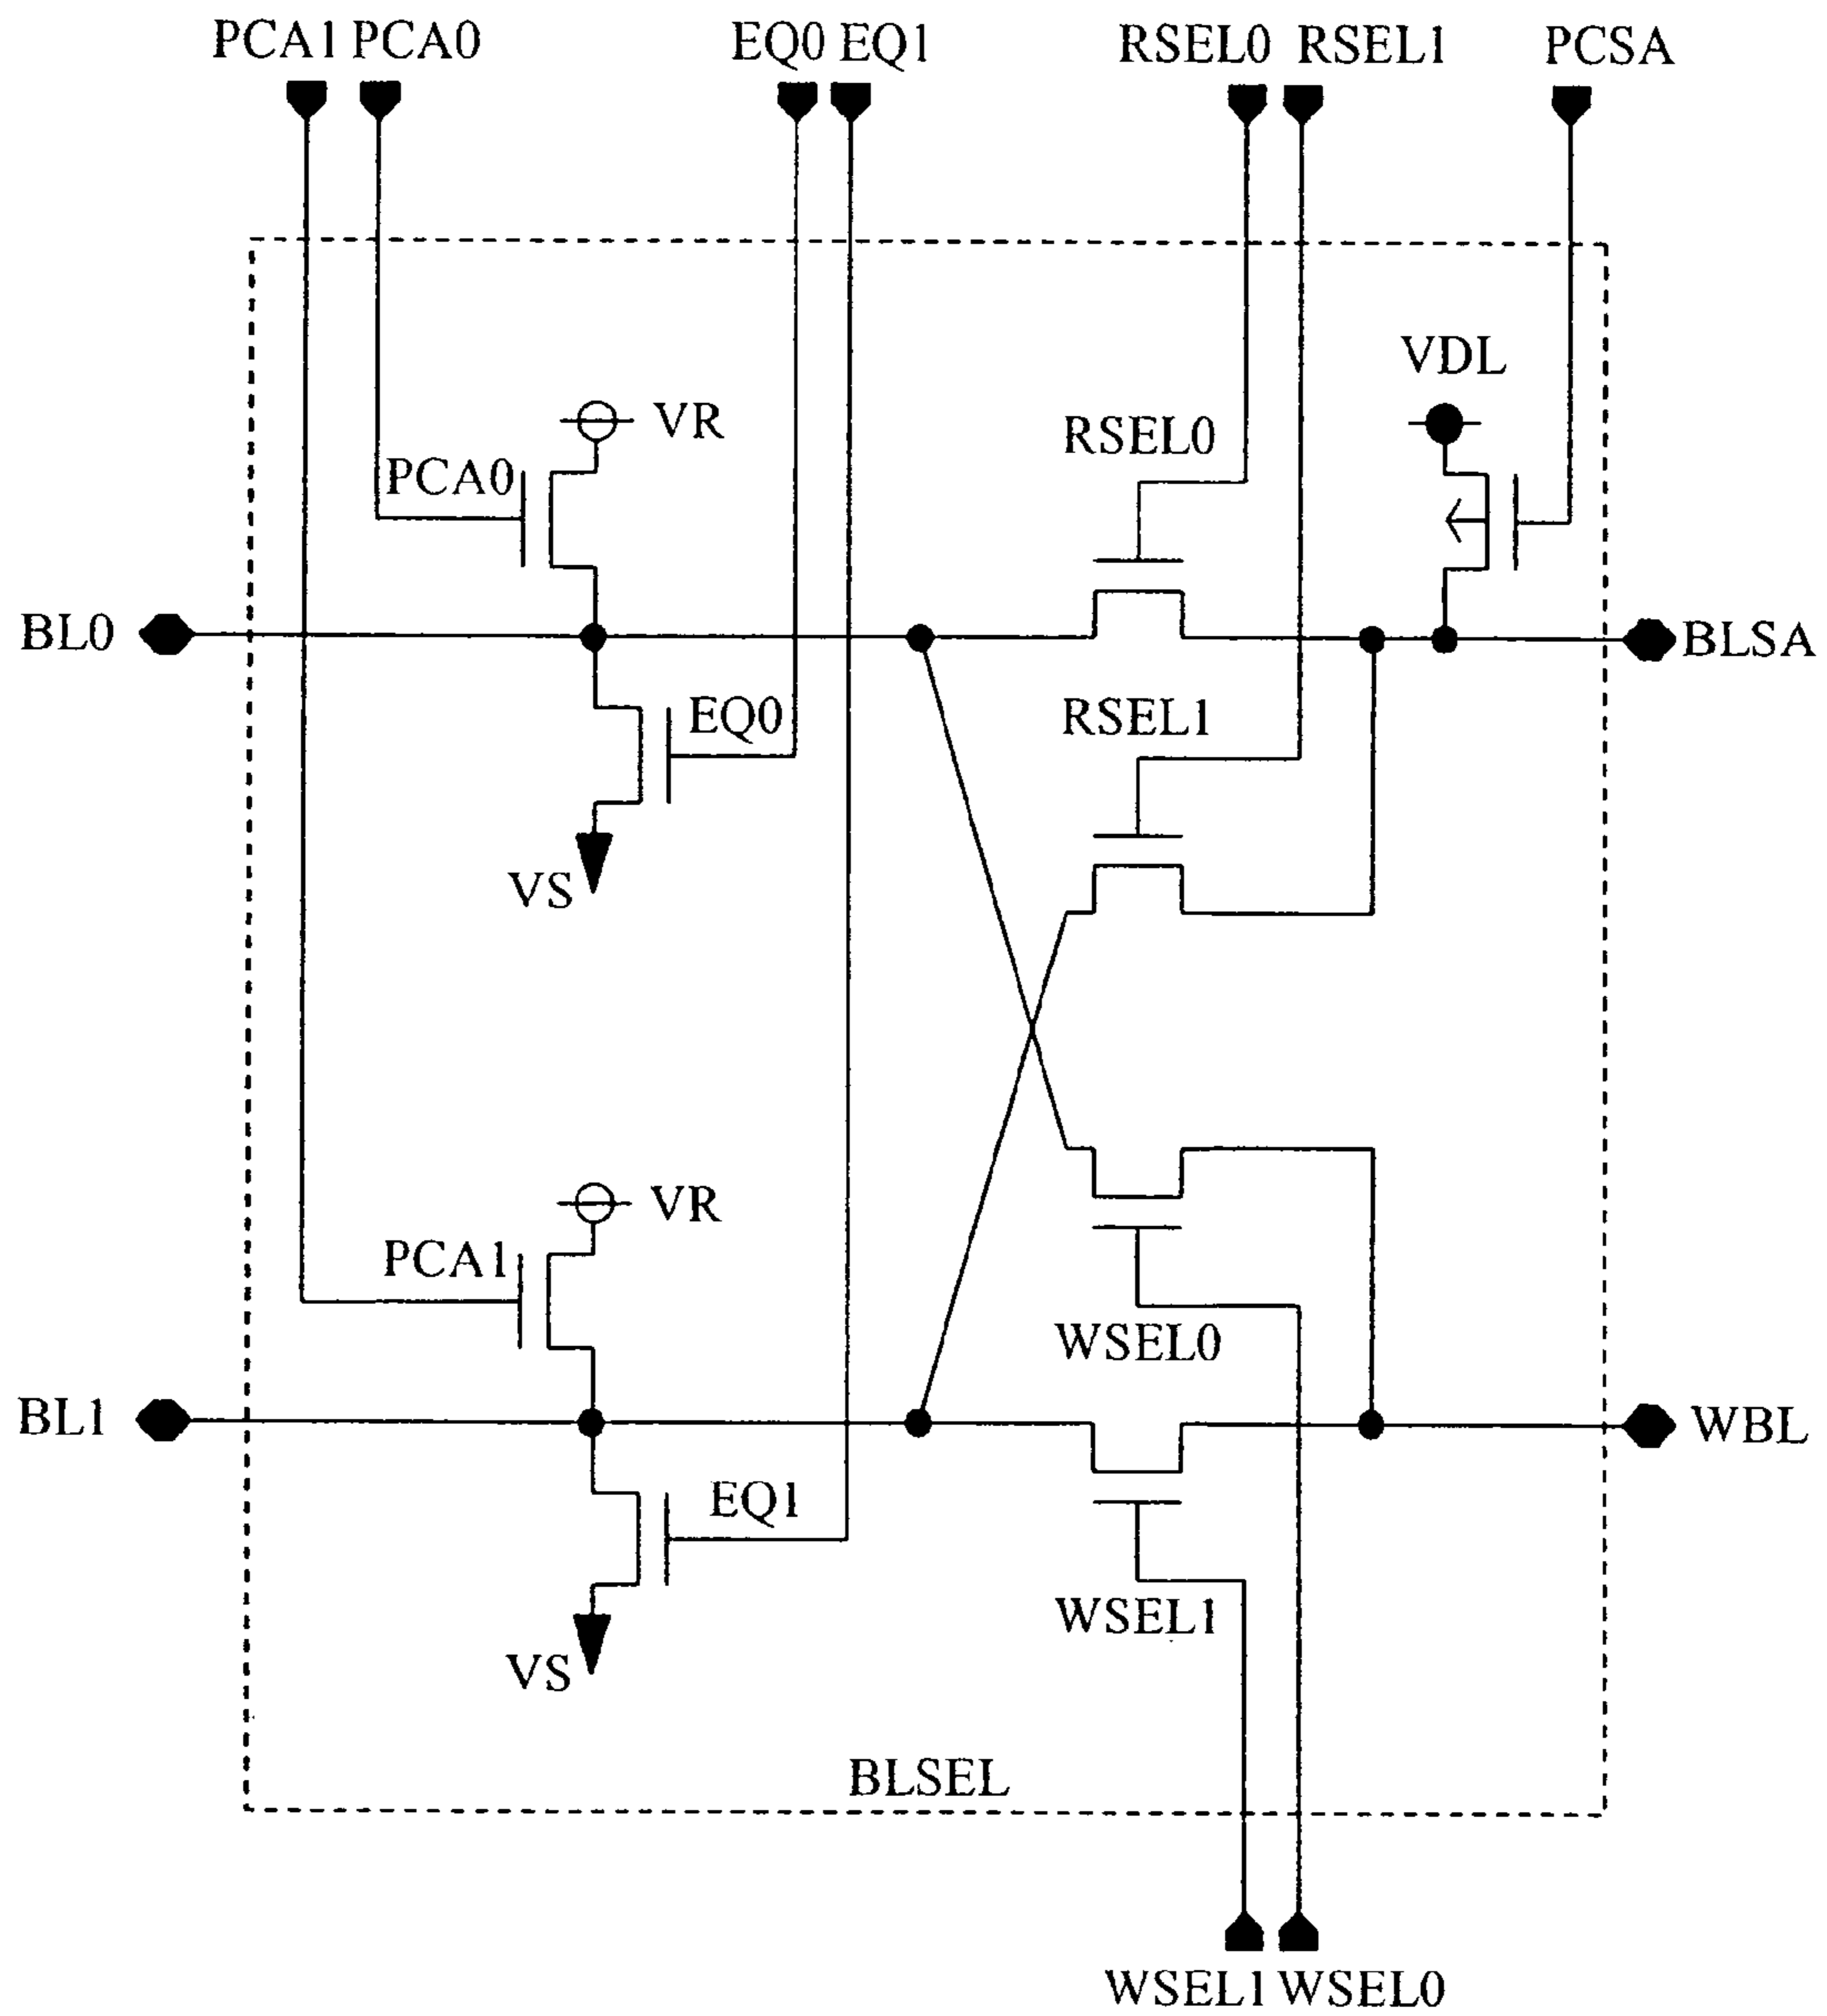 PCA1 PCA0 EQ0 EQ1 RSEL0 RSEL1 PCSA
VDL
VR
RSEL0
PCA0
BL0
BLSA
EQ0
RSEL1
VS
VR
PCA1
WSEL0
BL1
WBL
EQ1
WSEL1
VS
BLSEL
WSEL1 WSEL0